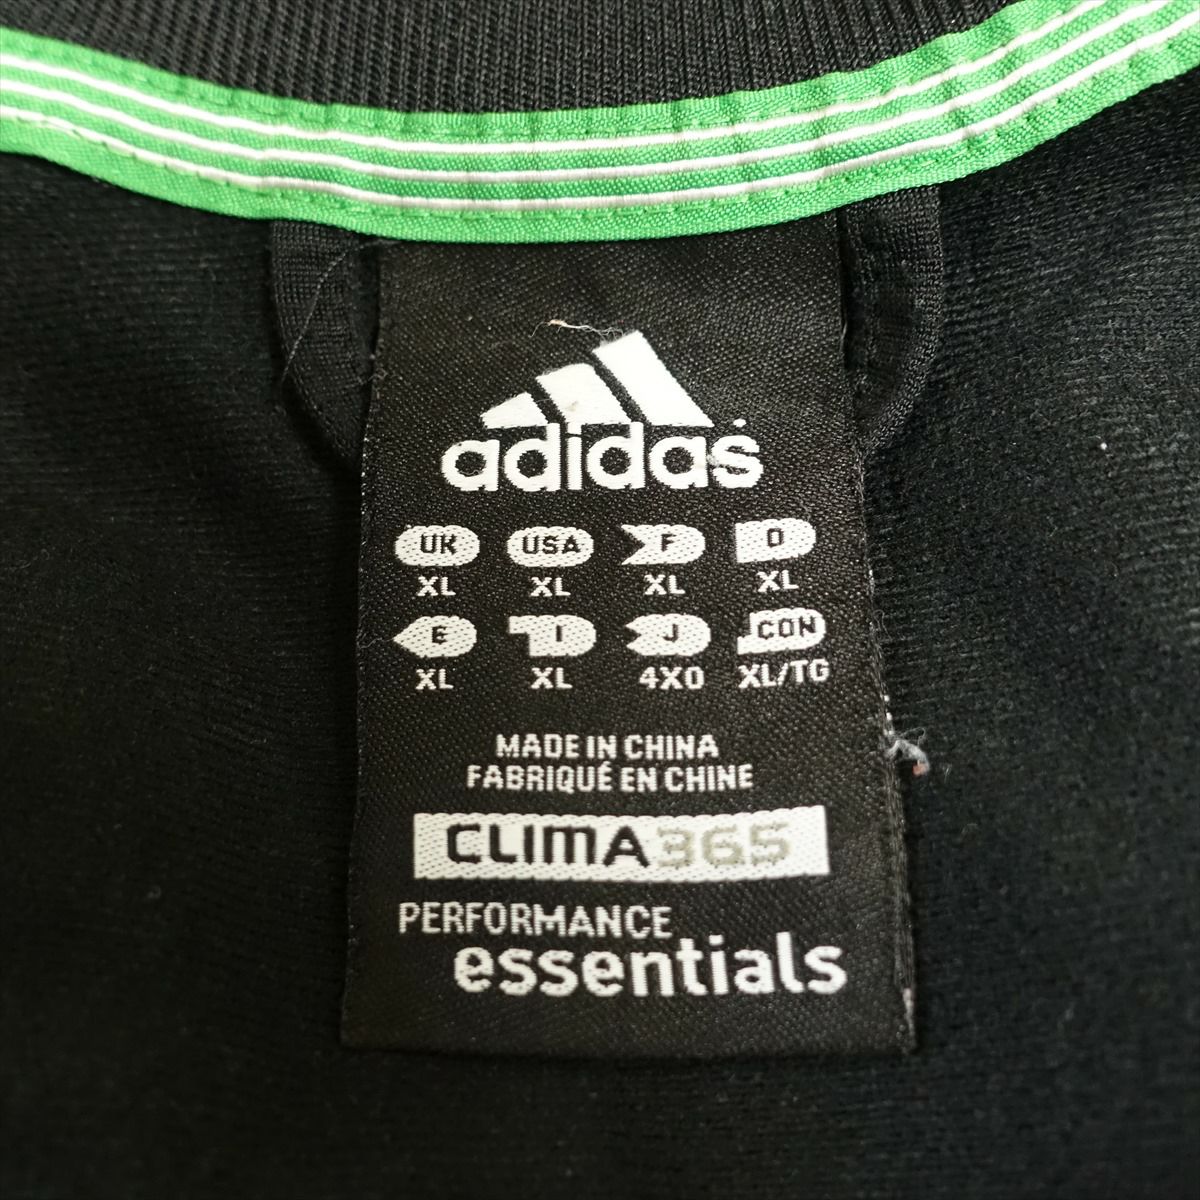 adidas
UK USA F D
XL XL XL XL
E I J CON
XL XL 4XO XL/TG
MADE IN CHINA
FABRIQUÉ EN CHINE
CLIMA365
PERFORMANCE
essentials